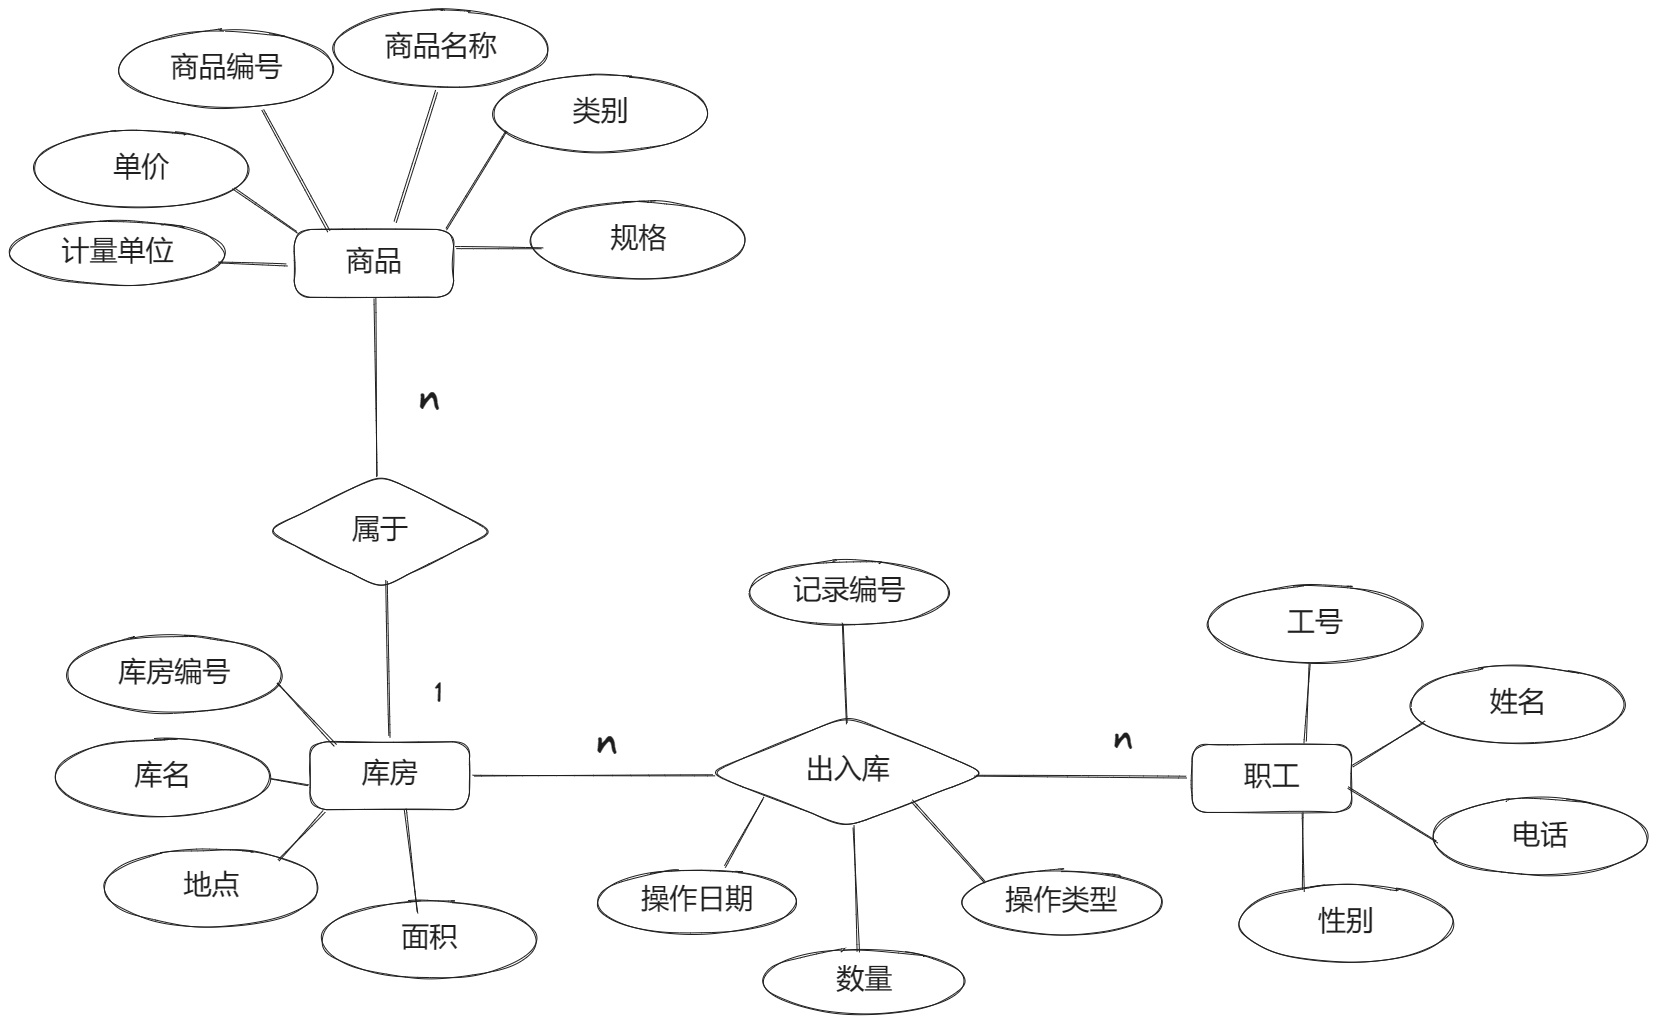 商品名称
商品编号
类别
单价
规格
计量单位
商品
n
属于
记录编号
工号
库房编号
1
姓名
n
n
库房
出入库
职工
库名
电话
地点
操作日期
操作类型
性别
面积
数量